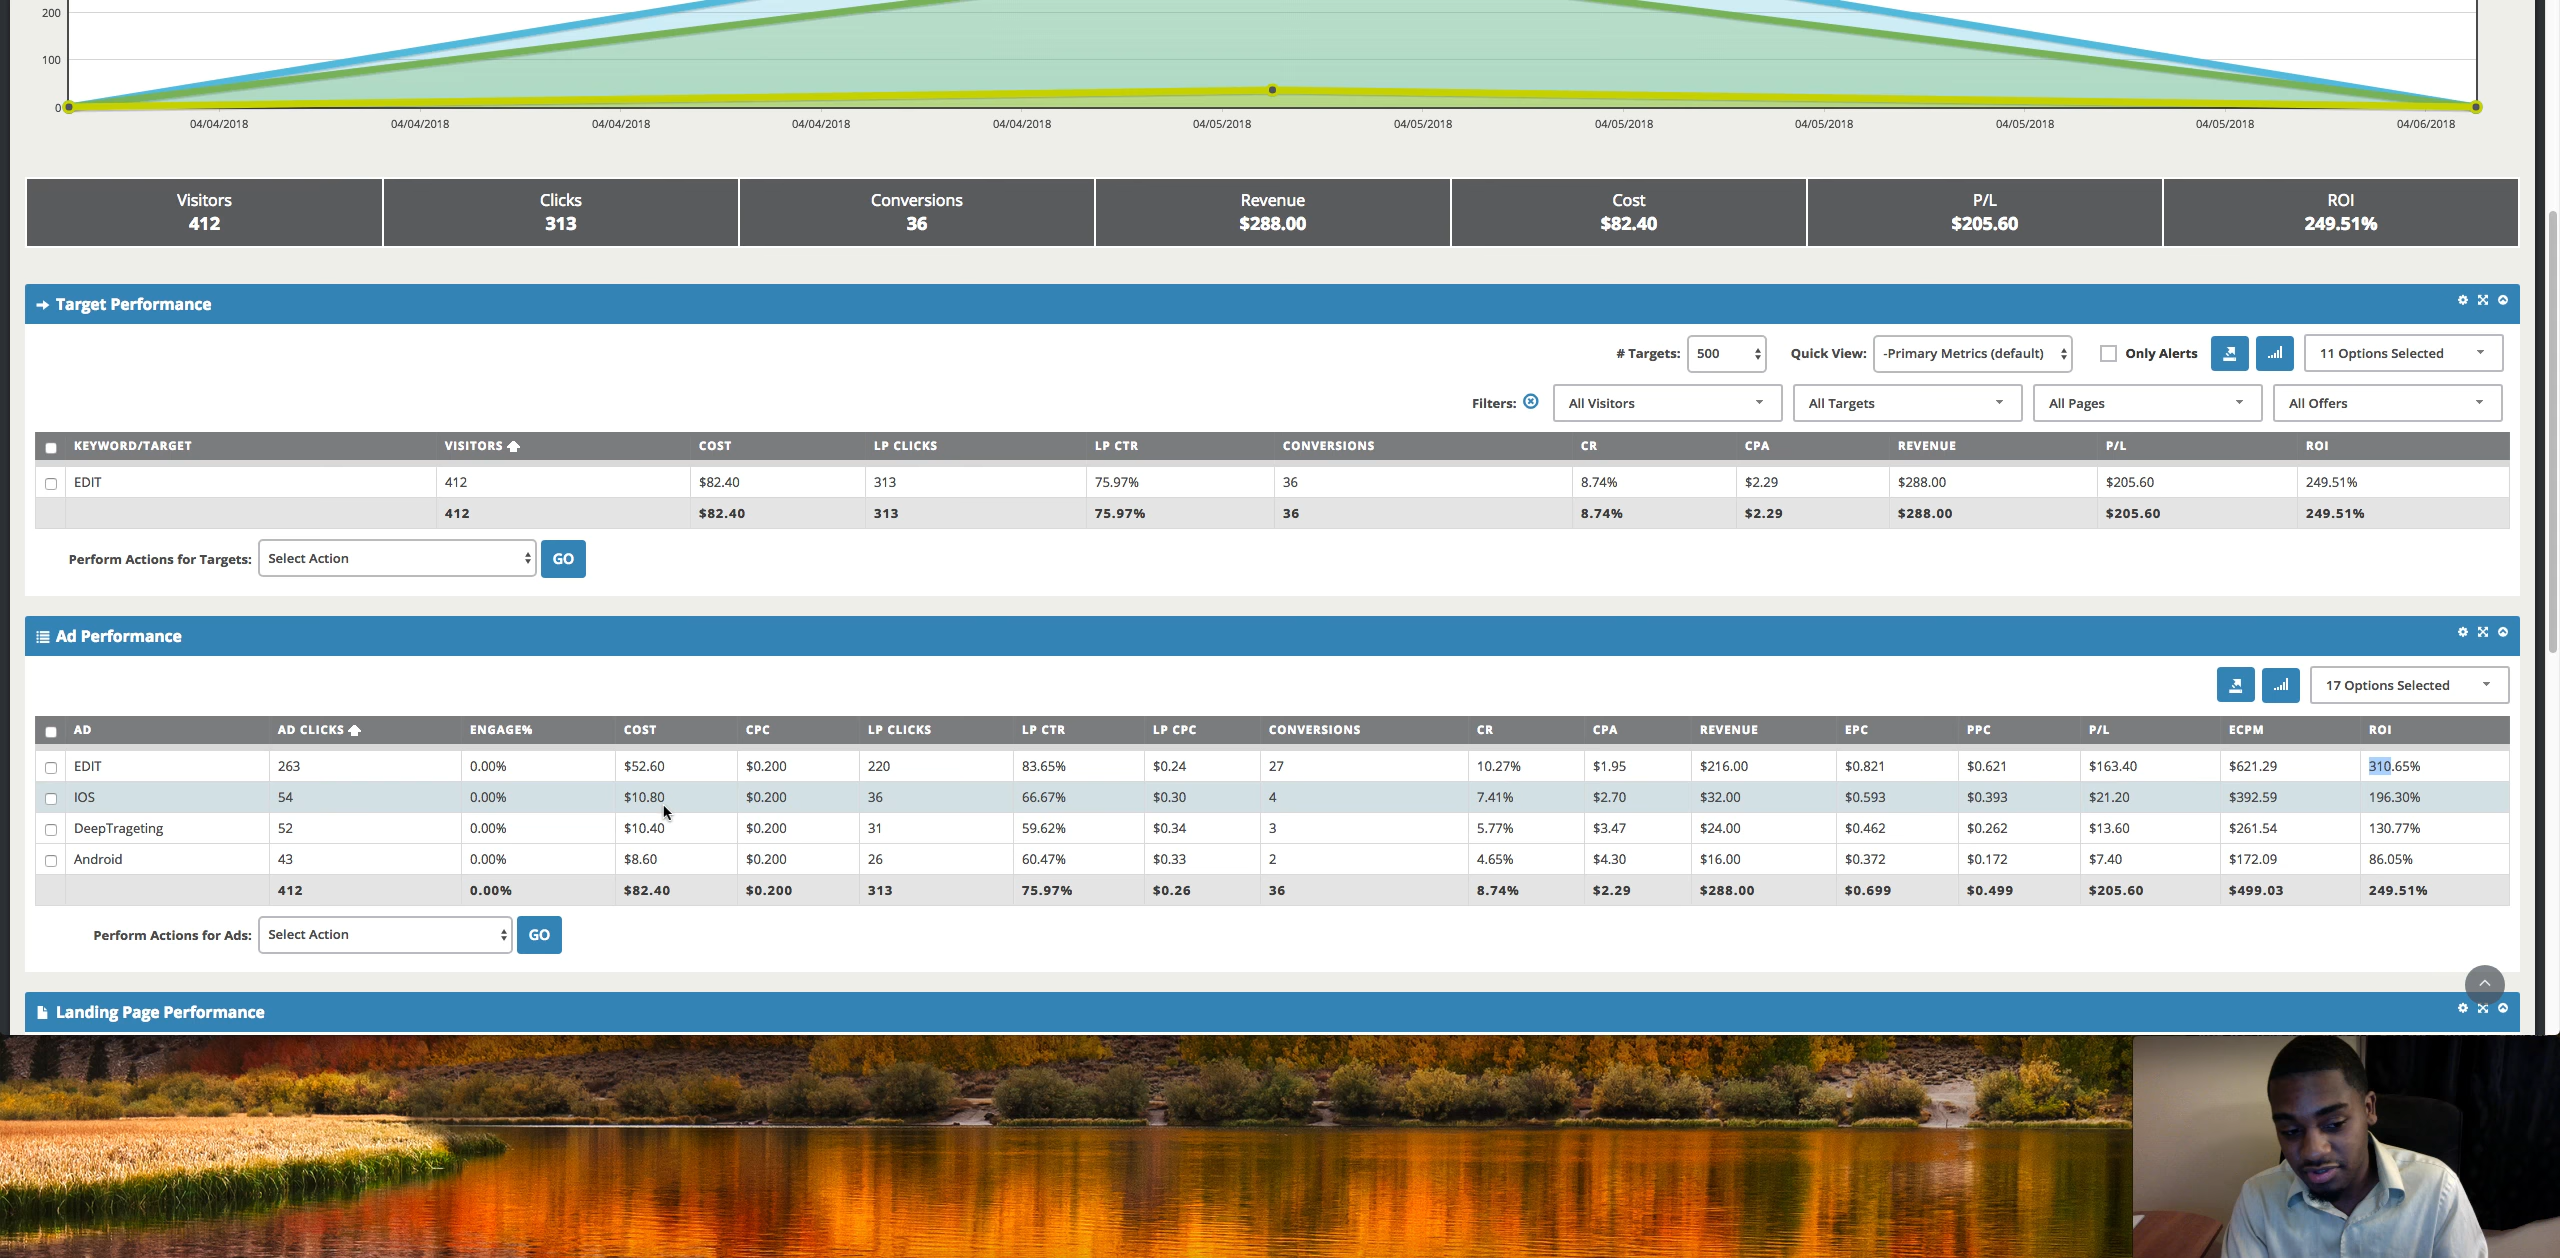 200
100
0
04/04/2018 04/04/2018 04/04/2018 04/04/2018 04/04/2018 04/05/2018 04/05/2018 04/05/2018 04/05/2018 04/05/2018 04/05/2018 04/06/2018
Visitors Clicks Conversions Revenue Cost P/L ROI
412 313 36 $288.00 $82.40 $205.60 249.51%
Target Performance
# Targets: 500 Quick View: -Primary Metrics (default) Only Alerts 11 Options Selected
Filters: All Visitors All Targets All Pages All Offers
KEYWORD/TARGET VISITORS COST LP CLICKS LP CTR CONVERSIONS CR CPA REVENUE P/L ROI
EDIT 412 $82.40 313 75.97% 36 8.74% $2.29 $288.00 $205.60 249.51%
412 $82.40 313 75.97% 36 8.74% $2.29 $288.00 $205.60 249.51%
Perform Actions for Targets: Select Action GO
Ad Performance
17 Options Selected
AD AD CLICKS ENGAGE% COST CPC LP CLICKS LP CTR LP CPC CONVERSIONS CR CPA REVENUE EPC PPC P/L ECPM ROI
EDIT 263 0.00% $52.60 $0.200 220 83.65% $0.24 27 10.27% $1.95 $216.00 $0.821 $0.621 $163.40 $621.29 310.65%
IOS 54 0.00% $10.80 $0.200 36 66.67% $0.30 4 7.41% $2.70 $32.00 $0.593 $0.393 $21.20 $392.59 196.30%
DeepTrageting 52 0.00% $10.40 $0.200 31 59.62% $0.34 3 5.77% $3.47 $24.00 $0.462 $0.262 $13.60 $261.54 130.77%
Android 43 0.00% $8.60 $0.200 26 60.47% $0.33 2 4.65% $4.30 $16.00 $0.372 $0.172 $7.40 $172.09 86.05%
412 0.00% $82.40 $0.200 313 75.97% $0.26 36 8.74% $2.29 $288.00 $0.699 $0.499 $205.60 $499.03 249.51%
Perform Actions for Ads: Select Action GO
Landing Page Performance